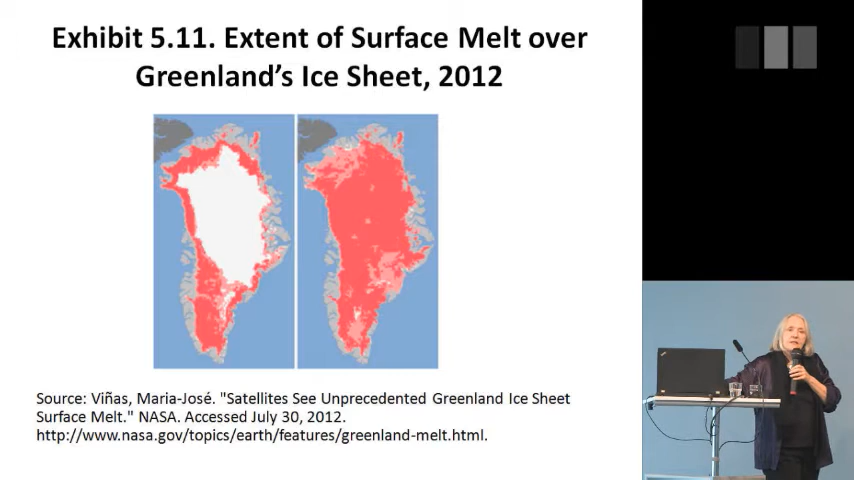 Exhibit 5.11. Extent of Surface Melt over
Greenland’s Ice Sheet, 2012
Source: Viñas, Maria-José. "Satellites See Unprecedented Greenland Ice Sheet
Surface Melt." NASA. Accessed July 30, 2012.
http://www.nasa.gov/topics/earth/features/greenland-melt.html.